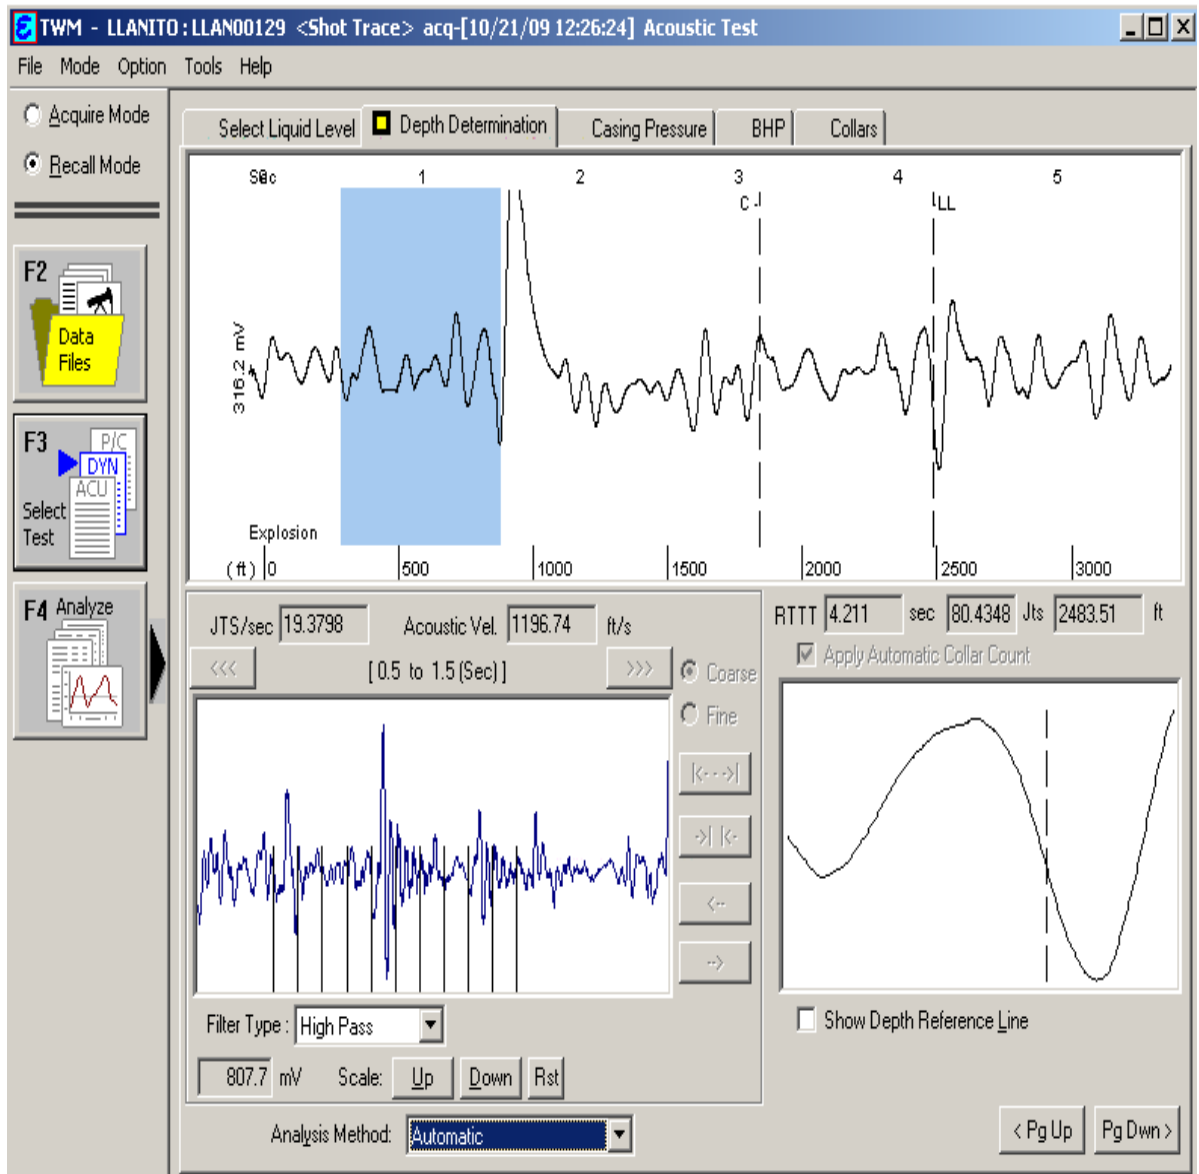 TWM - LLANITO : LLAN00129 <Shot Trace> acq-[10/21/09 12:26:24] Acoustic Test
File Mode Option Tools Help
Acquire Mode
Recall Mode
F2
Data
Files
F3
P/C
DYN
ACU
Select
Test
F4 Analyze
Select Liquid Level Depth Determination Casing Pressure BHP Collars
Sec 1 2 3 4 5
C LL
316.2 mV
Explosion
(ft) 0 500 1000 1500 2000 2500 3000
JTS/sec 19.3798 Acoustic Vel. 1196.74 ft/s
<<< [ 0.5 to 1.5 (Sec) ] >>>
Coarse
Fine
|<--->|
->| |<-
<--
-->
Filter Type : High Pass
807.7 mV Scale: Up Down Rst
Analysis Method: Automatic
RTTT 4.211 sec 80.4348 Jts 2483.51 ft
Apply Automatic Collar Count
Show Depth Reference Line
< Pg Up Pg Dwn >